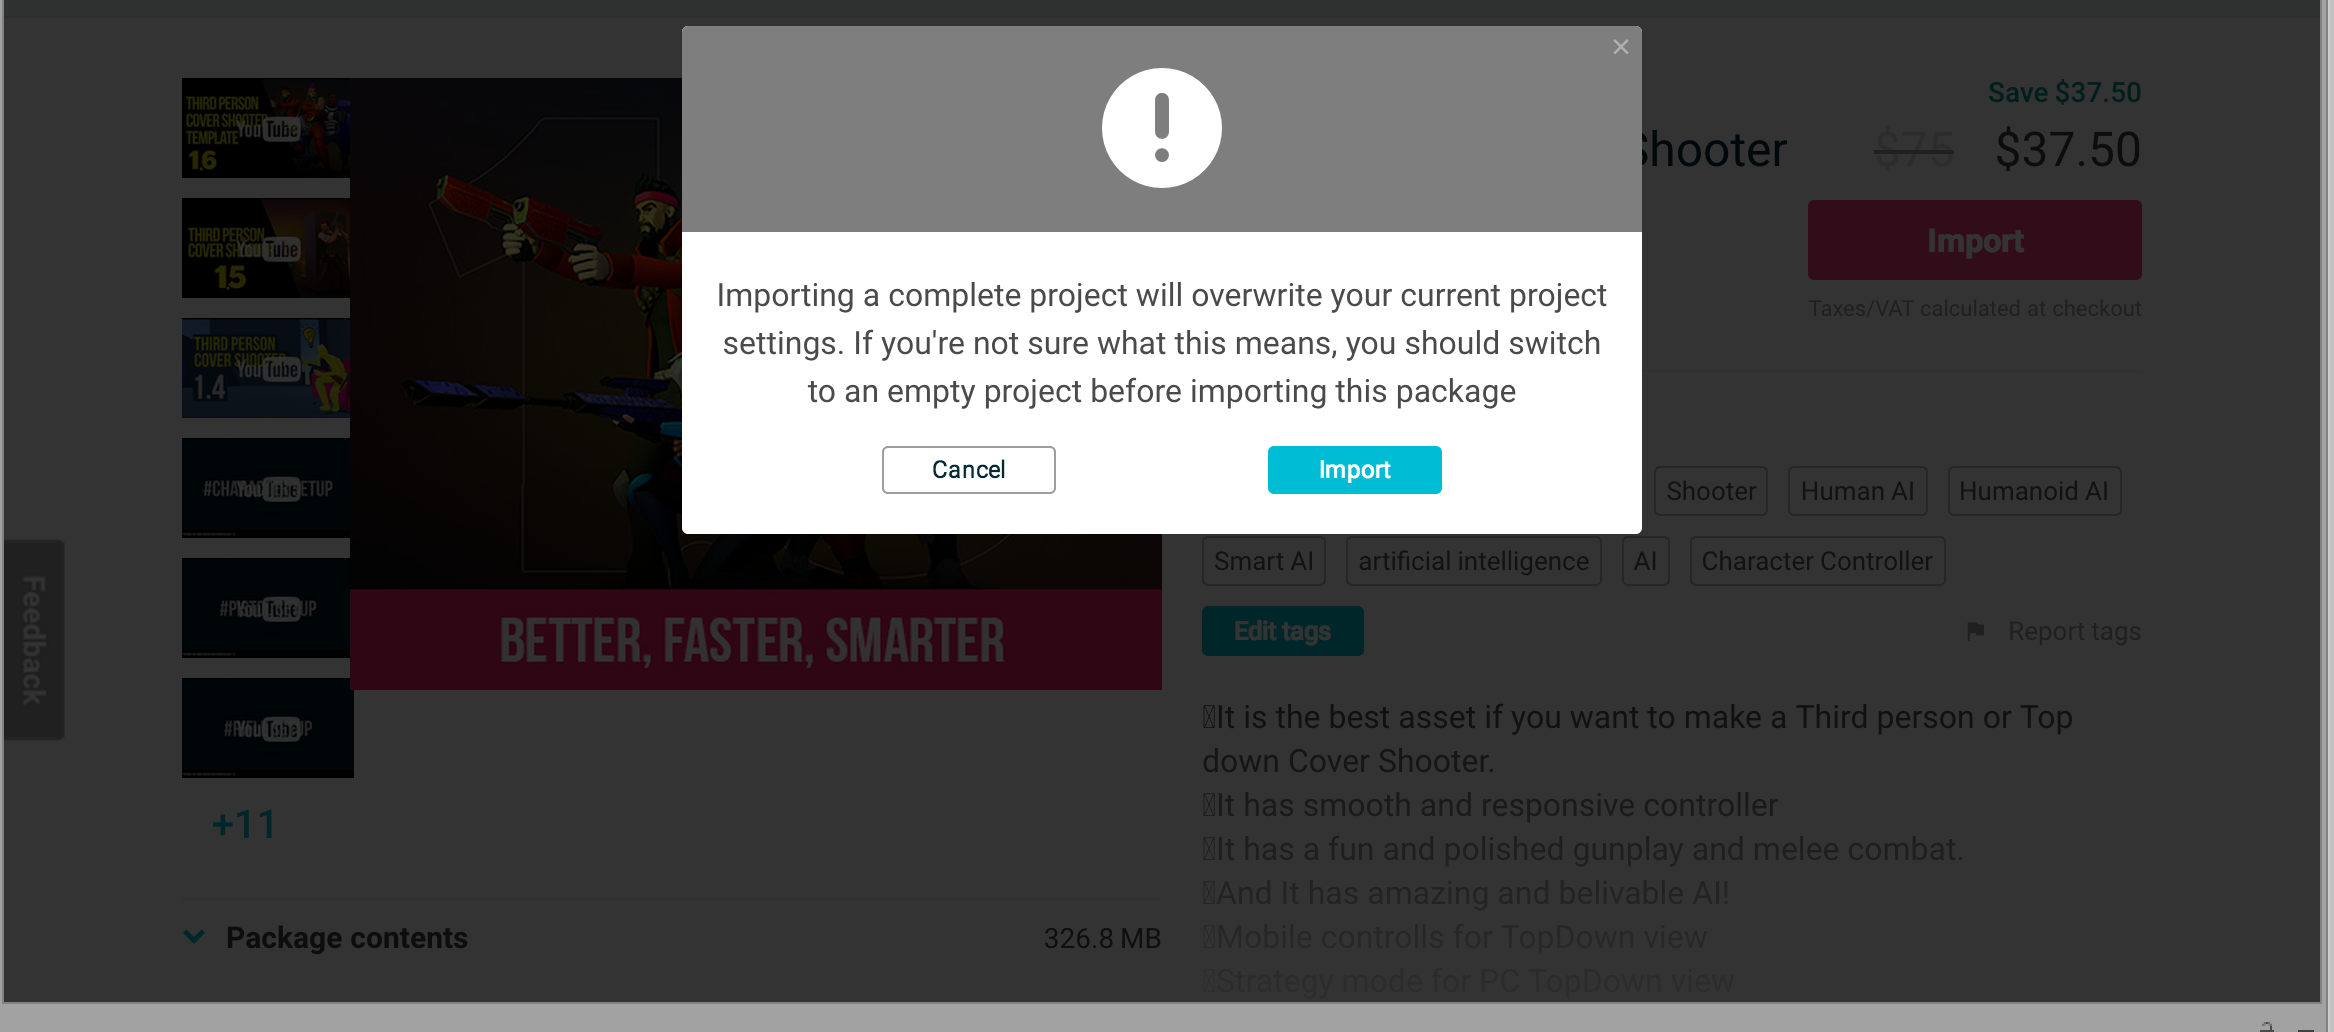 Importing a complete project will overwrite your current project
settings. If you're not sure what this means, you should switch
to an empty project before importing this package
Cancel
Import
THIRD PERSON
COVER SHOOTER
TEMPLATE
YouTube
1.6
THIRD PERSON
COVER
YouTube
1.5
THIRD PERSON
COVER SHOOTER
YouTube
1.4
YouTube
YouTube
YouTube
+11
BETTER, FASTER, SMARTER
Package contents
326.8 MB
Feedback
Shooter
Save $37.50
$75
$37.50
Import
Taxes/VAT calculated at checkout
Shooter
Human AI
Humanoid AI
Smart AI
artificial intelligence
AI
Character Controller
Edit tags
Report tags
It is the best asset if you want to make a Third person or Top
down Cover Shooter.
It has smooth and responsive controller
It has a fun and polished gunplay and melee combat.
And It has amazing and belivable AI!
Mobile controlls for TopDown view
Strategy mode for PC TopDown view